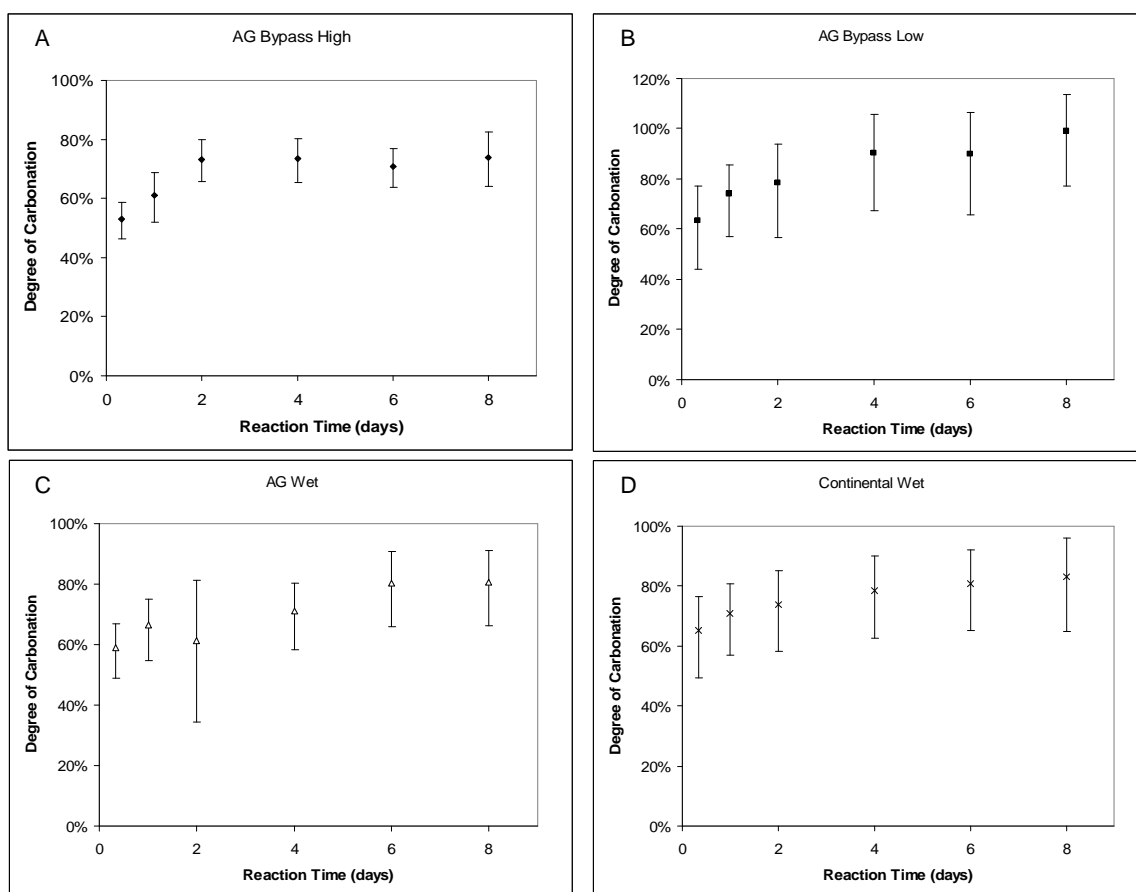 A
AG Bypass High
100%
80%
60%
40%
20%
0%
Degree of Carbonation
0 2 4 6 8
Reaction Time (days)
B
AG Bypass Low
120%
100%
80%
60%
40%
20%
0%
Degree of Carbonation
0 2 4 6 8
Reaction Time (days)
C
AG Wet
100%
80%
60%
40%
20%
0%
Degree of Carbonation
0 2 4 6 8
Reaction Time (days)
D
Continental Wet
100%
80%
60%
40%
20%
0%
Degree of Carbonation
0 2 4 6 8
Reaction Time (days)